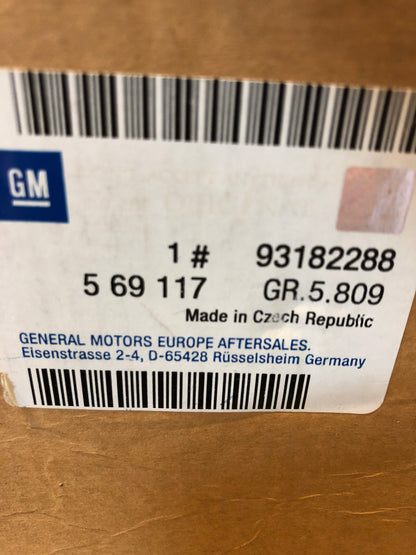 GM
1 # 93182288
5 69 117 GR.5.809
Made in Czech Republic
GENERAL MOTORS EUROPE AFTERSALES.
Eisenstrasse 2-4, D-65428 Rüsselsheim Germany